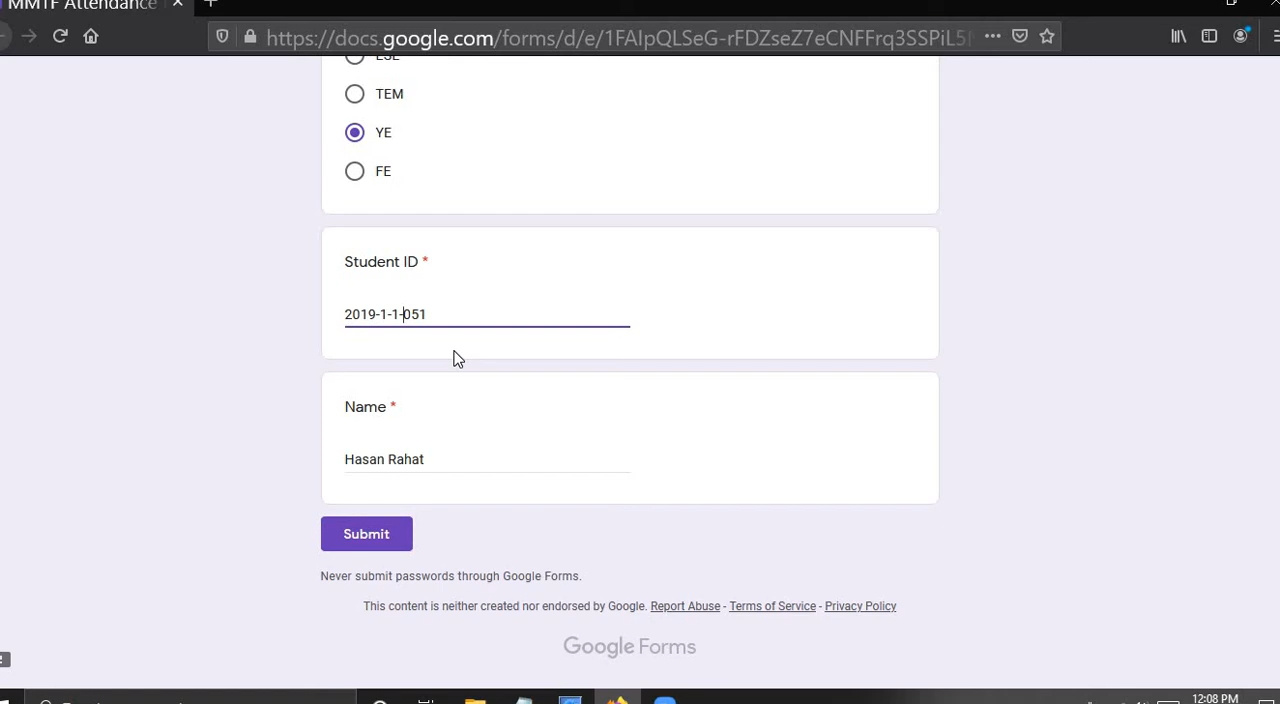 MMTF Attendance
https://docs.google.com/forms/d/e/1FAIpQLSeG-rFDZseZ7eCNFFrq3SSPiL5
ESE
TEM
YE
FE
Student ID *
2019-1-1-051
Name *
Hasan Rahat
Submit
Never submit passwords through Google Forms.
This content is neither created nor endorsed by Google. Report Abuse - Terms of Service - Privacy Policy
Google Forms
12:08 PM